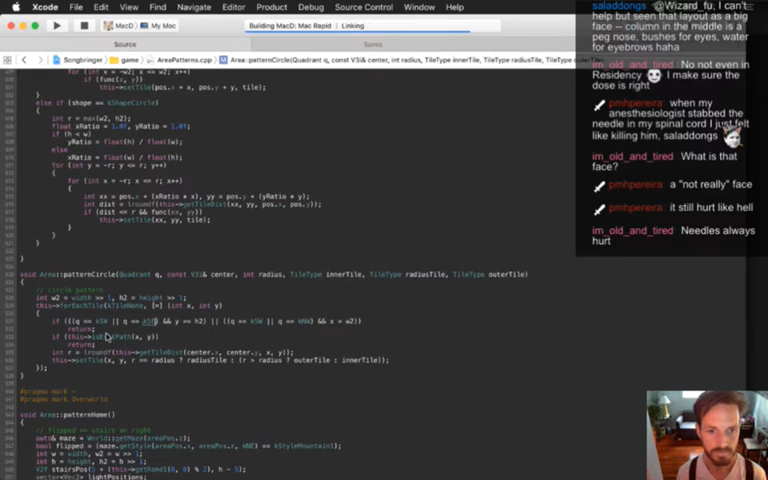 Xcode File Edit View Find Navigate Editor Product Debug Source Control Window Help
MacD My Mac
Building MacD: Mac Rapid | Linking
Source
Saves
Songbringer game AreaPatterns.cpp Area::patternCircle(Quadrant q, const V3i& center, int radius, TileType innerTile, TileType radiusTile, TileType outerTile)
for (int x = -w2; x <= w2; x++)
if (func(x, y))
this->setTile(pos.x + x, pos.y + y, tile);
}
else if (shape == kShapeCircle)
{
int r = max(w2, h2);
float xRatio = 1.0f, yRatio = 1.0f;
if (h < w)
yRatio = float(h) / float(w);
else
xRatio = float(w) / float(h);
for (int y = -r; y <= r; y++)
{
for (int x = -r; x <= r; x++)
{
int xx = pos.x + (xRatio * x), yy = pos.y + (yRatio * y);
int dist = lroundf(this->getTileDist(xx, yy, pos.x, pos.y));
if (dist <= r && func(xx, yy))
this->setTile(xx, yy, tile);
}
}
}
}
void Area::patternCircle(Quadrant q, const V3i& center, int radius, TileType innerTile, TileType radiusTile, TileType outerTile)
{
// circle pattern
int w2 = width >> 1, h2 = height >> 1;
this->forEachTile(kTileNone, [=] (int x, int y)
{
if (((q == kSW || q == kSE) && y >= h2) || ((q == kSW || q == kNW) && x > w2))
return;
if (this->isExitPath(x, y))
return;
int r = lroundf(this->getTileDist(center.x, center.y, x, y));
this->setTile(x, y, r == radius ? radiusTile : (r > radius ? outerTile : innerTile));
});
}
#pragma mark -
#pragma mark Overworld
void Area::patternHome()
{
// flipped == stairs on right
auto& maze = World::getMaze(areaPos.z);
bool flipped = (maze.getStyle(areaPos.x, areaPos.y, kNE) == kStyleMountain1);
int w = width, w2 = w >> 1;
int h = height, h2 = h >> 1;
V2f stairsPos(5 + (this->getRandI(0, 0) % 2), h - 5);
vector<Vec2> lightPositions;
saladdongs @Wizard_fu, I can't
help but seen that layout as a big
face -- column in the middle is a
peg nose, bushes for eyes, water
for eyebrows haha
im_old_and_tired No not even in
Residency I make sure the
dose is right
pmhpereira: when my
anesthesiologist stabbed the
needle in my spinal cord I just felt
like killing him, saladdongs
im_old_and_tired What is that
face?
pmhpereira: a "not really" face
pmhpereira: it still hurt like hell
im_old_and_tired Needles always
hurt